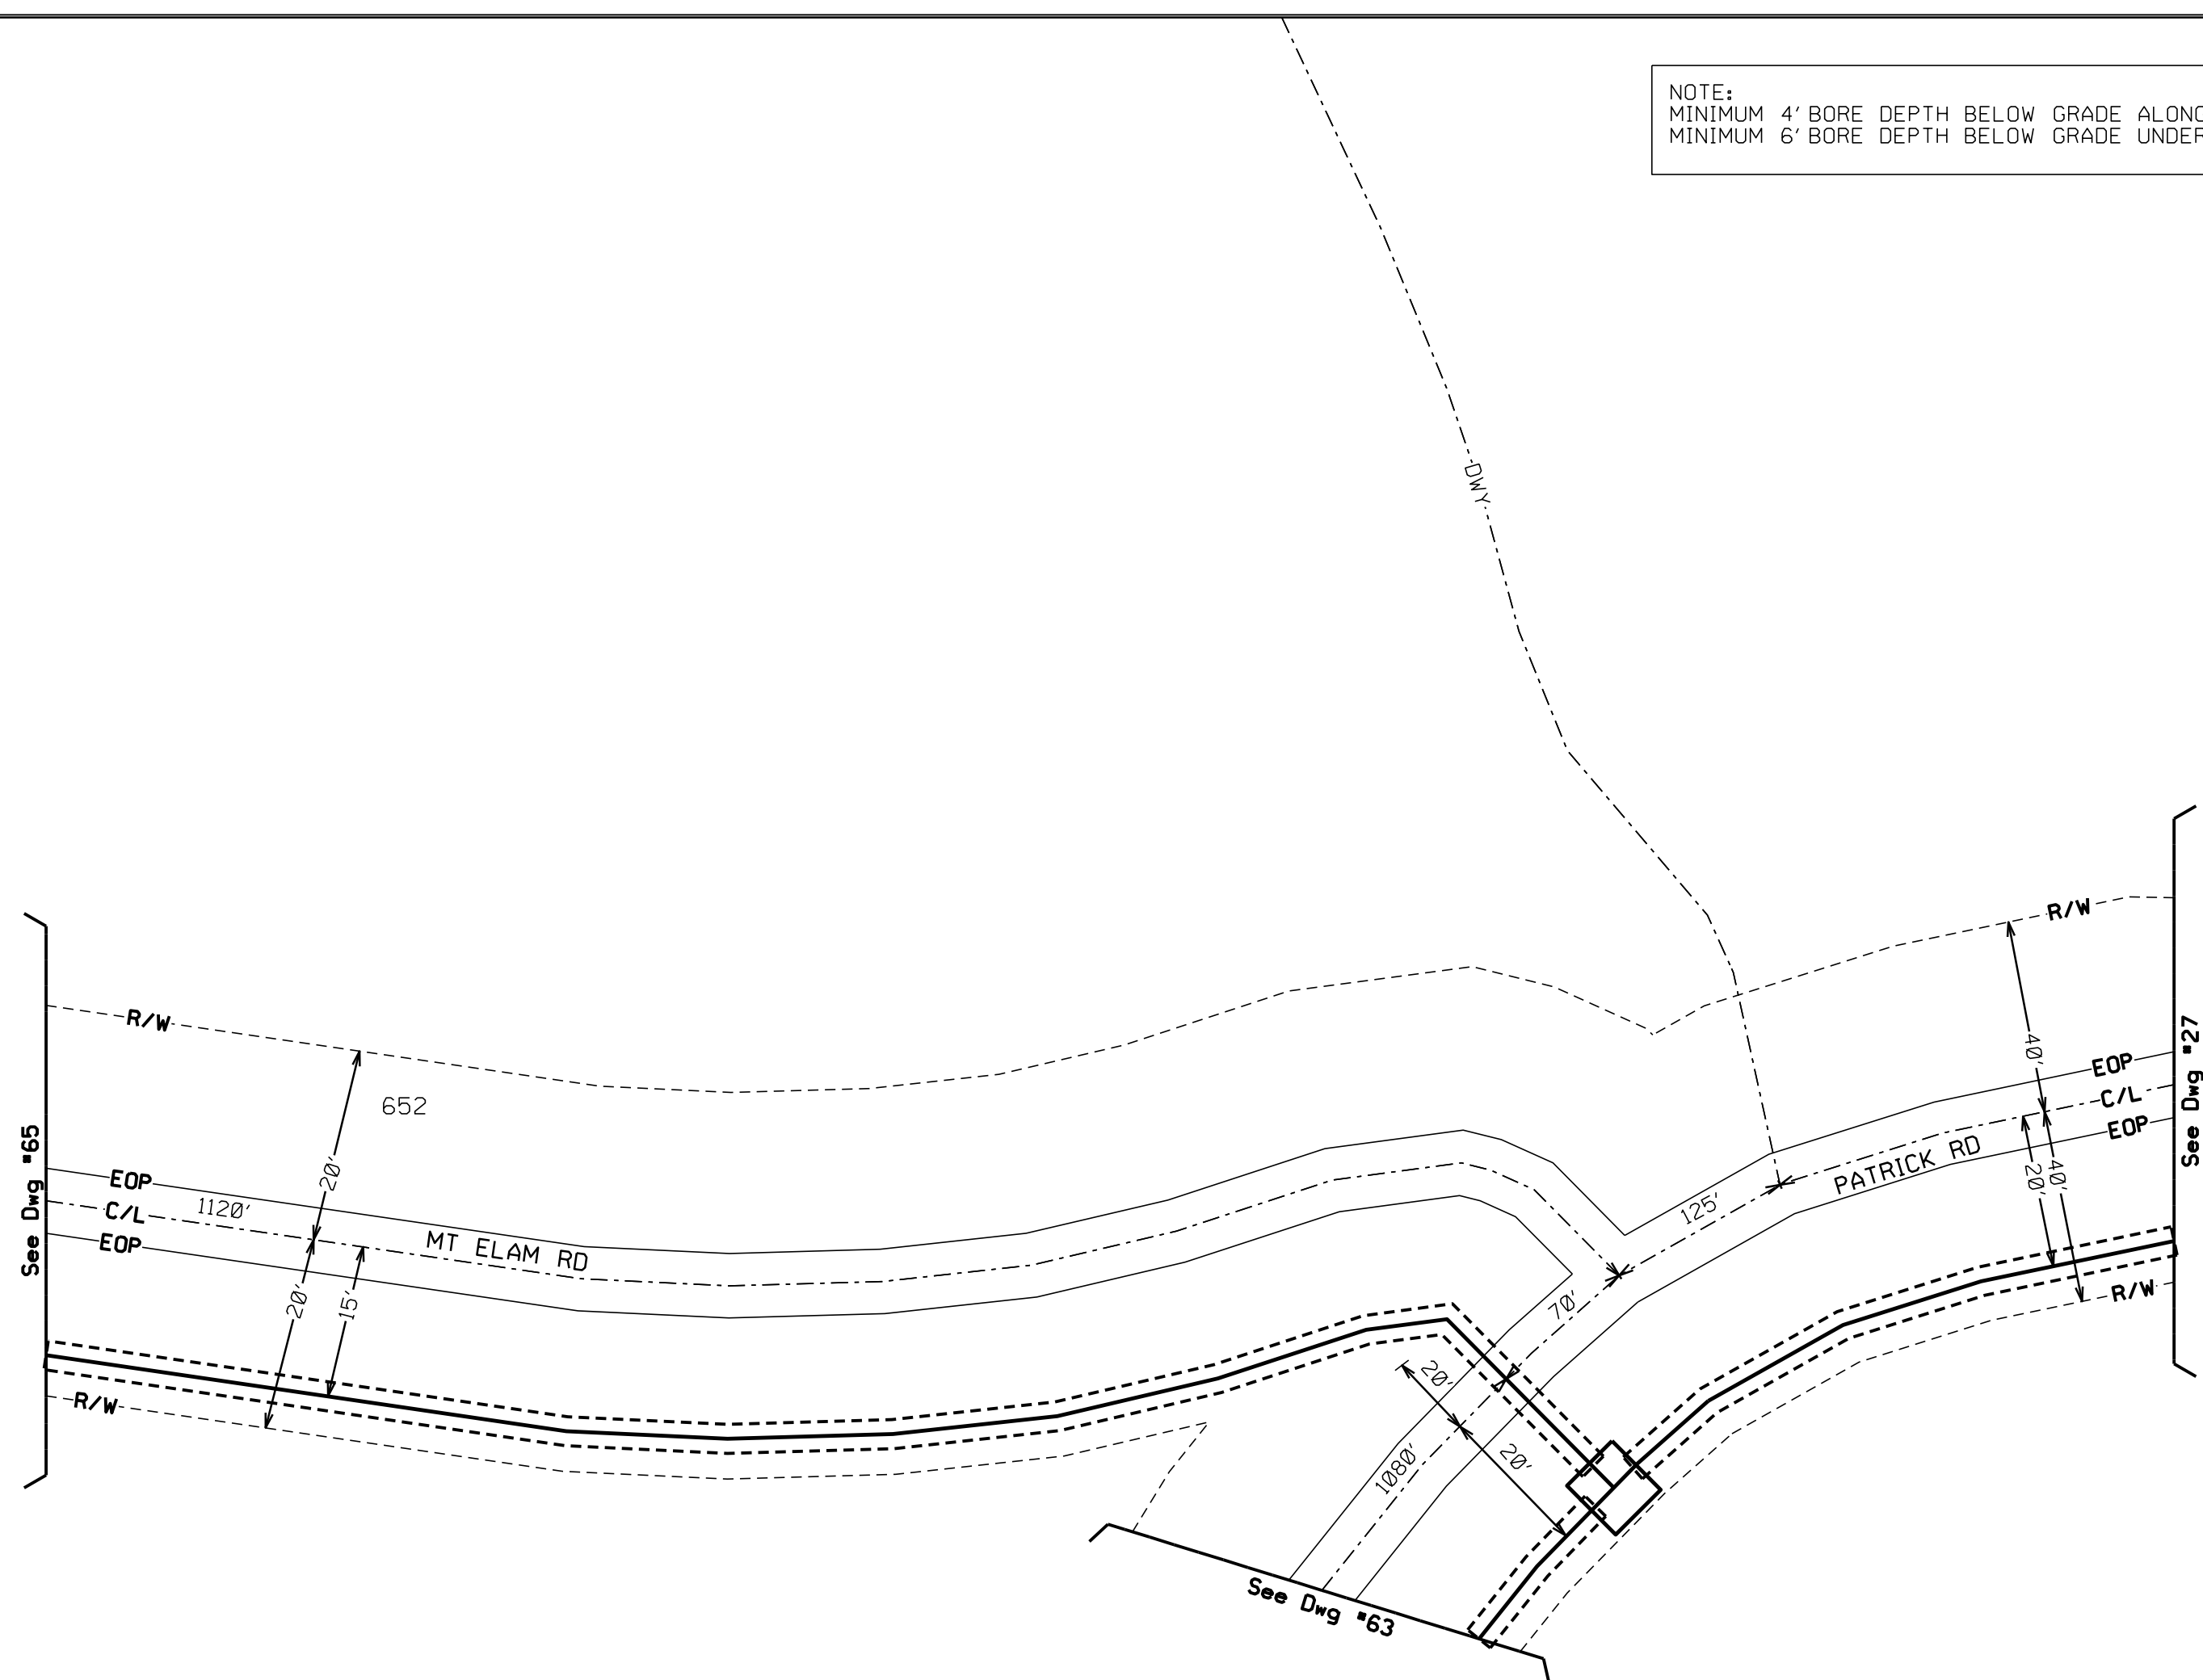 NOTE:
MINIMUM 4' BORE DEPTH BELOW GRADE
MINIMUM 6' BORE DEPTH BELOW GRADE
DWY
R/W
R/W
40'
EOP
C/L
EOP
See Dwg #27
PATRICK RD
20'
40'
R/W
125'
652
20'
See Dwg #65
EOP
1120'
C/L
EOP
MT ELAM RD
20'
15'
R/W
70'
20'
20'
1080'
See Dwg #63